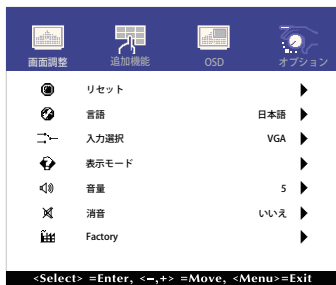 画面調整 追加機能 OSD オプション
リセット
言語 日本語
入力選択 VGA
表示モード
音量 5
消音 いいえ
Factory
<Select> =Enter, <−,+> =Move, <Menu>=Exit